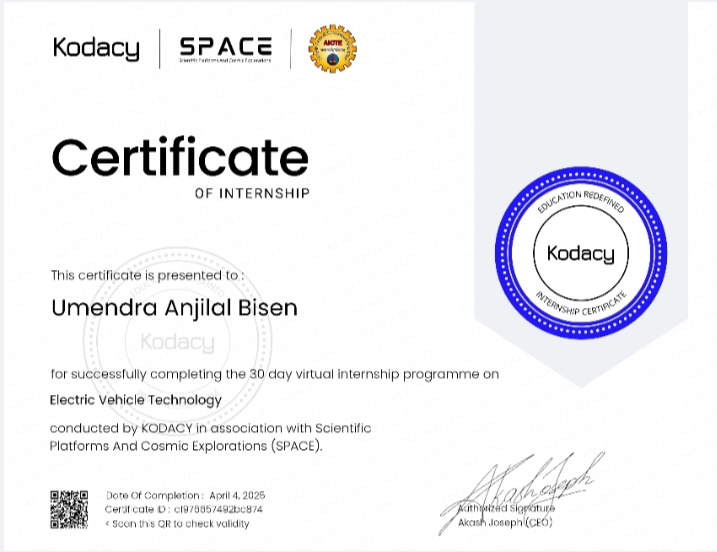 Kodacy
SPACE
Scientific Platforms And Cosmic Explorations
AICTE
Certificate
OF INTERNSHIP
EDUCATION REDEFINED
Kodacy
INTERNSHIP CERTIFICATE
This certificate is presented to :
Umendra Anjilal Bisen
Kodacy
for successfully completing the 30 day virtual internship programme on
Electric Vehicle Technology
conducted by KODACY in association with Scientific
Platforms And Cosmic Explorations (SPACE).
Date Of Completion : April 4, 2025
Certificate ID : cl976657492bc874
< Scan this QR to check validity
Akash Joseph
Authorized Signature
Akash Joseph (CEO)